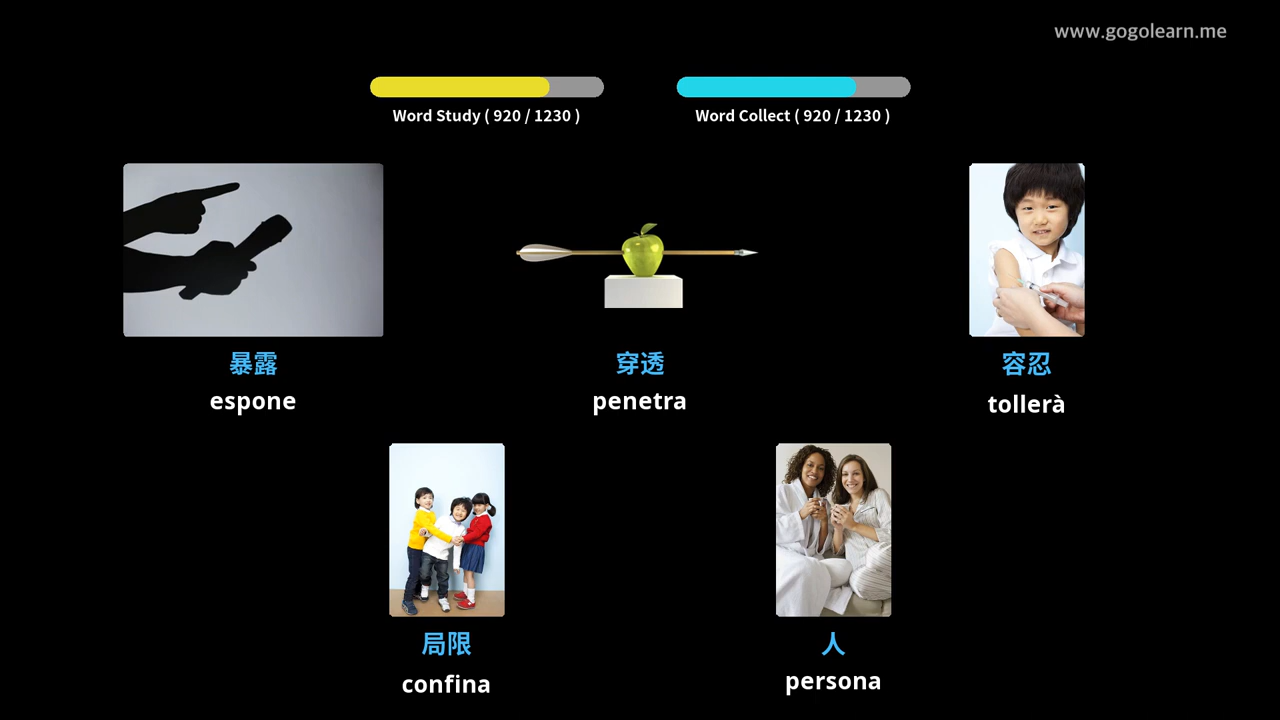 www.gogolearn.me
Word Study ( 920 / 1230 )
Word Collect ( 920 / 1230 )
暴露
espone
穿透
penetra
容忍
tollerà
局限
confina
人
persona